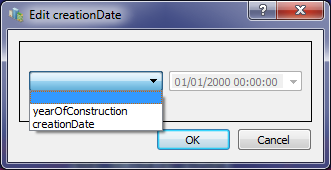 Edit creationDate
01/01/2000 00:00:00
yearOfConstruction
creationDate
OK Cancel